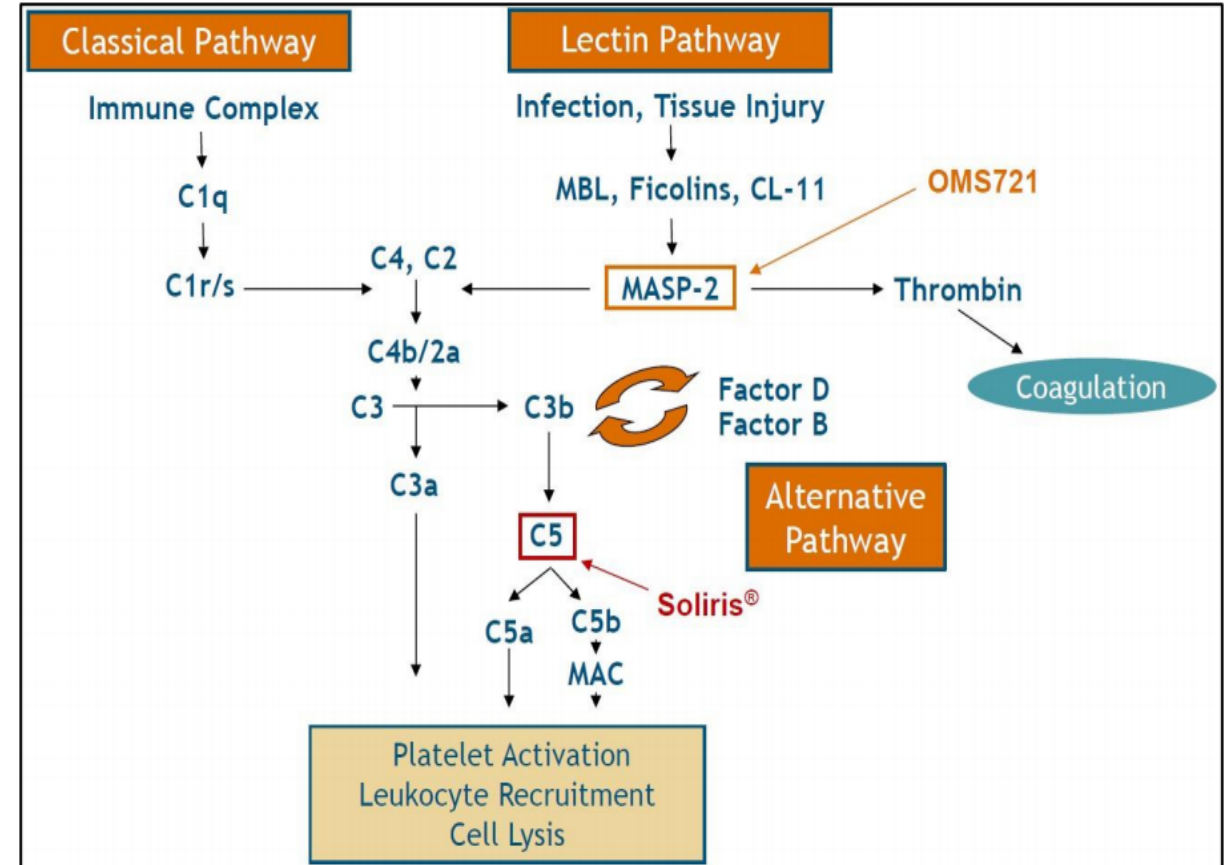 Classical Pathway
Lectin Pathway
Immune Complex
Infection, Tissue Injury
C1q
MBL, Ficolins, CL-11
OMS721
C1r/s
C4, C2
MASP-2
Thrombin
C4b/2a
Coagulation
C3
C3b
Factor D
Factor B
C3a
Alternative
Pathway
C5
Soliris®
C5a
C5b
MAC
Platelet Activation
Leukocyte Recruitment
Cell Lysis